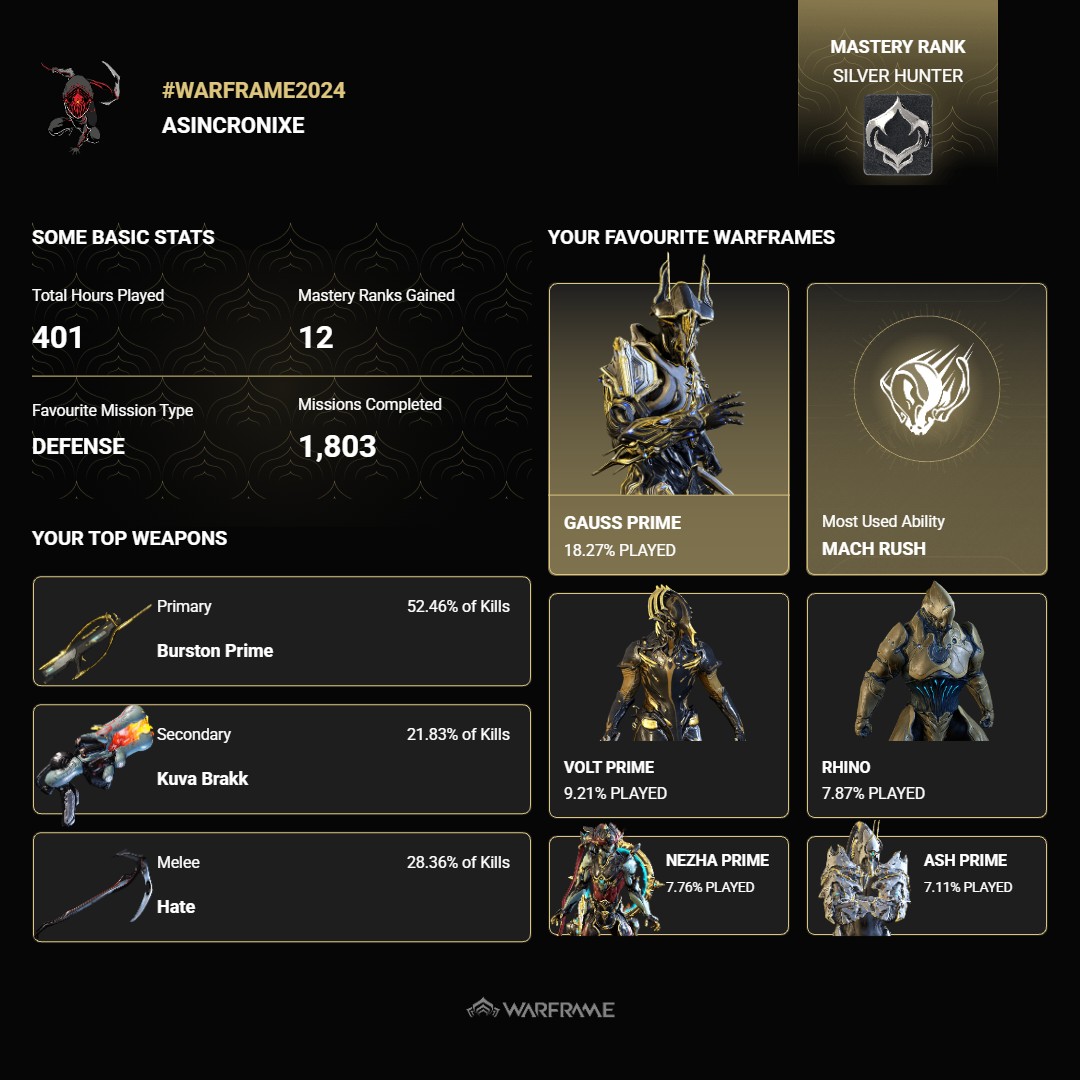 #WARFRAME2024
ASINCRONIXE
MASTERY RANK
SILVER HUNTER
SOME BASIC STATS
Total Hours Played
401
Mastery Ranks Gained
12
Favourite Mission Type
DEFENSE
Missions Completed
1,803
YOUR TOP WEAPONS
Primary
52.46% of Kills
Burston Prime
Secondary
21.83% of Kills
Kuva Brakk
Melee
28.36% of Kills
Hate
YOUR FAVOURITE WARFRAMES
GAUSS PRIME
18.27% PLAYED
Most Used Ability
MACH RUSH
VOLT PRIME
9.21% PLAYED
RHINO
7.87% PLAYED
NEZHA PRIME
7.76% PLAYED
ASH PRIME
7.11% PLAYED
WARFRAME